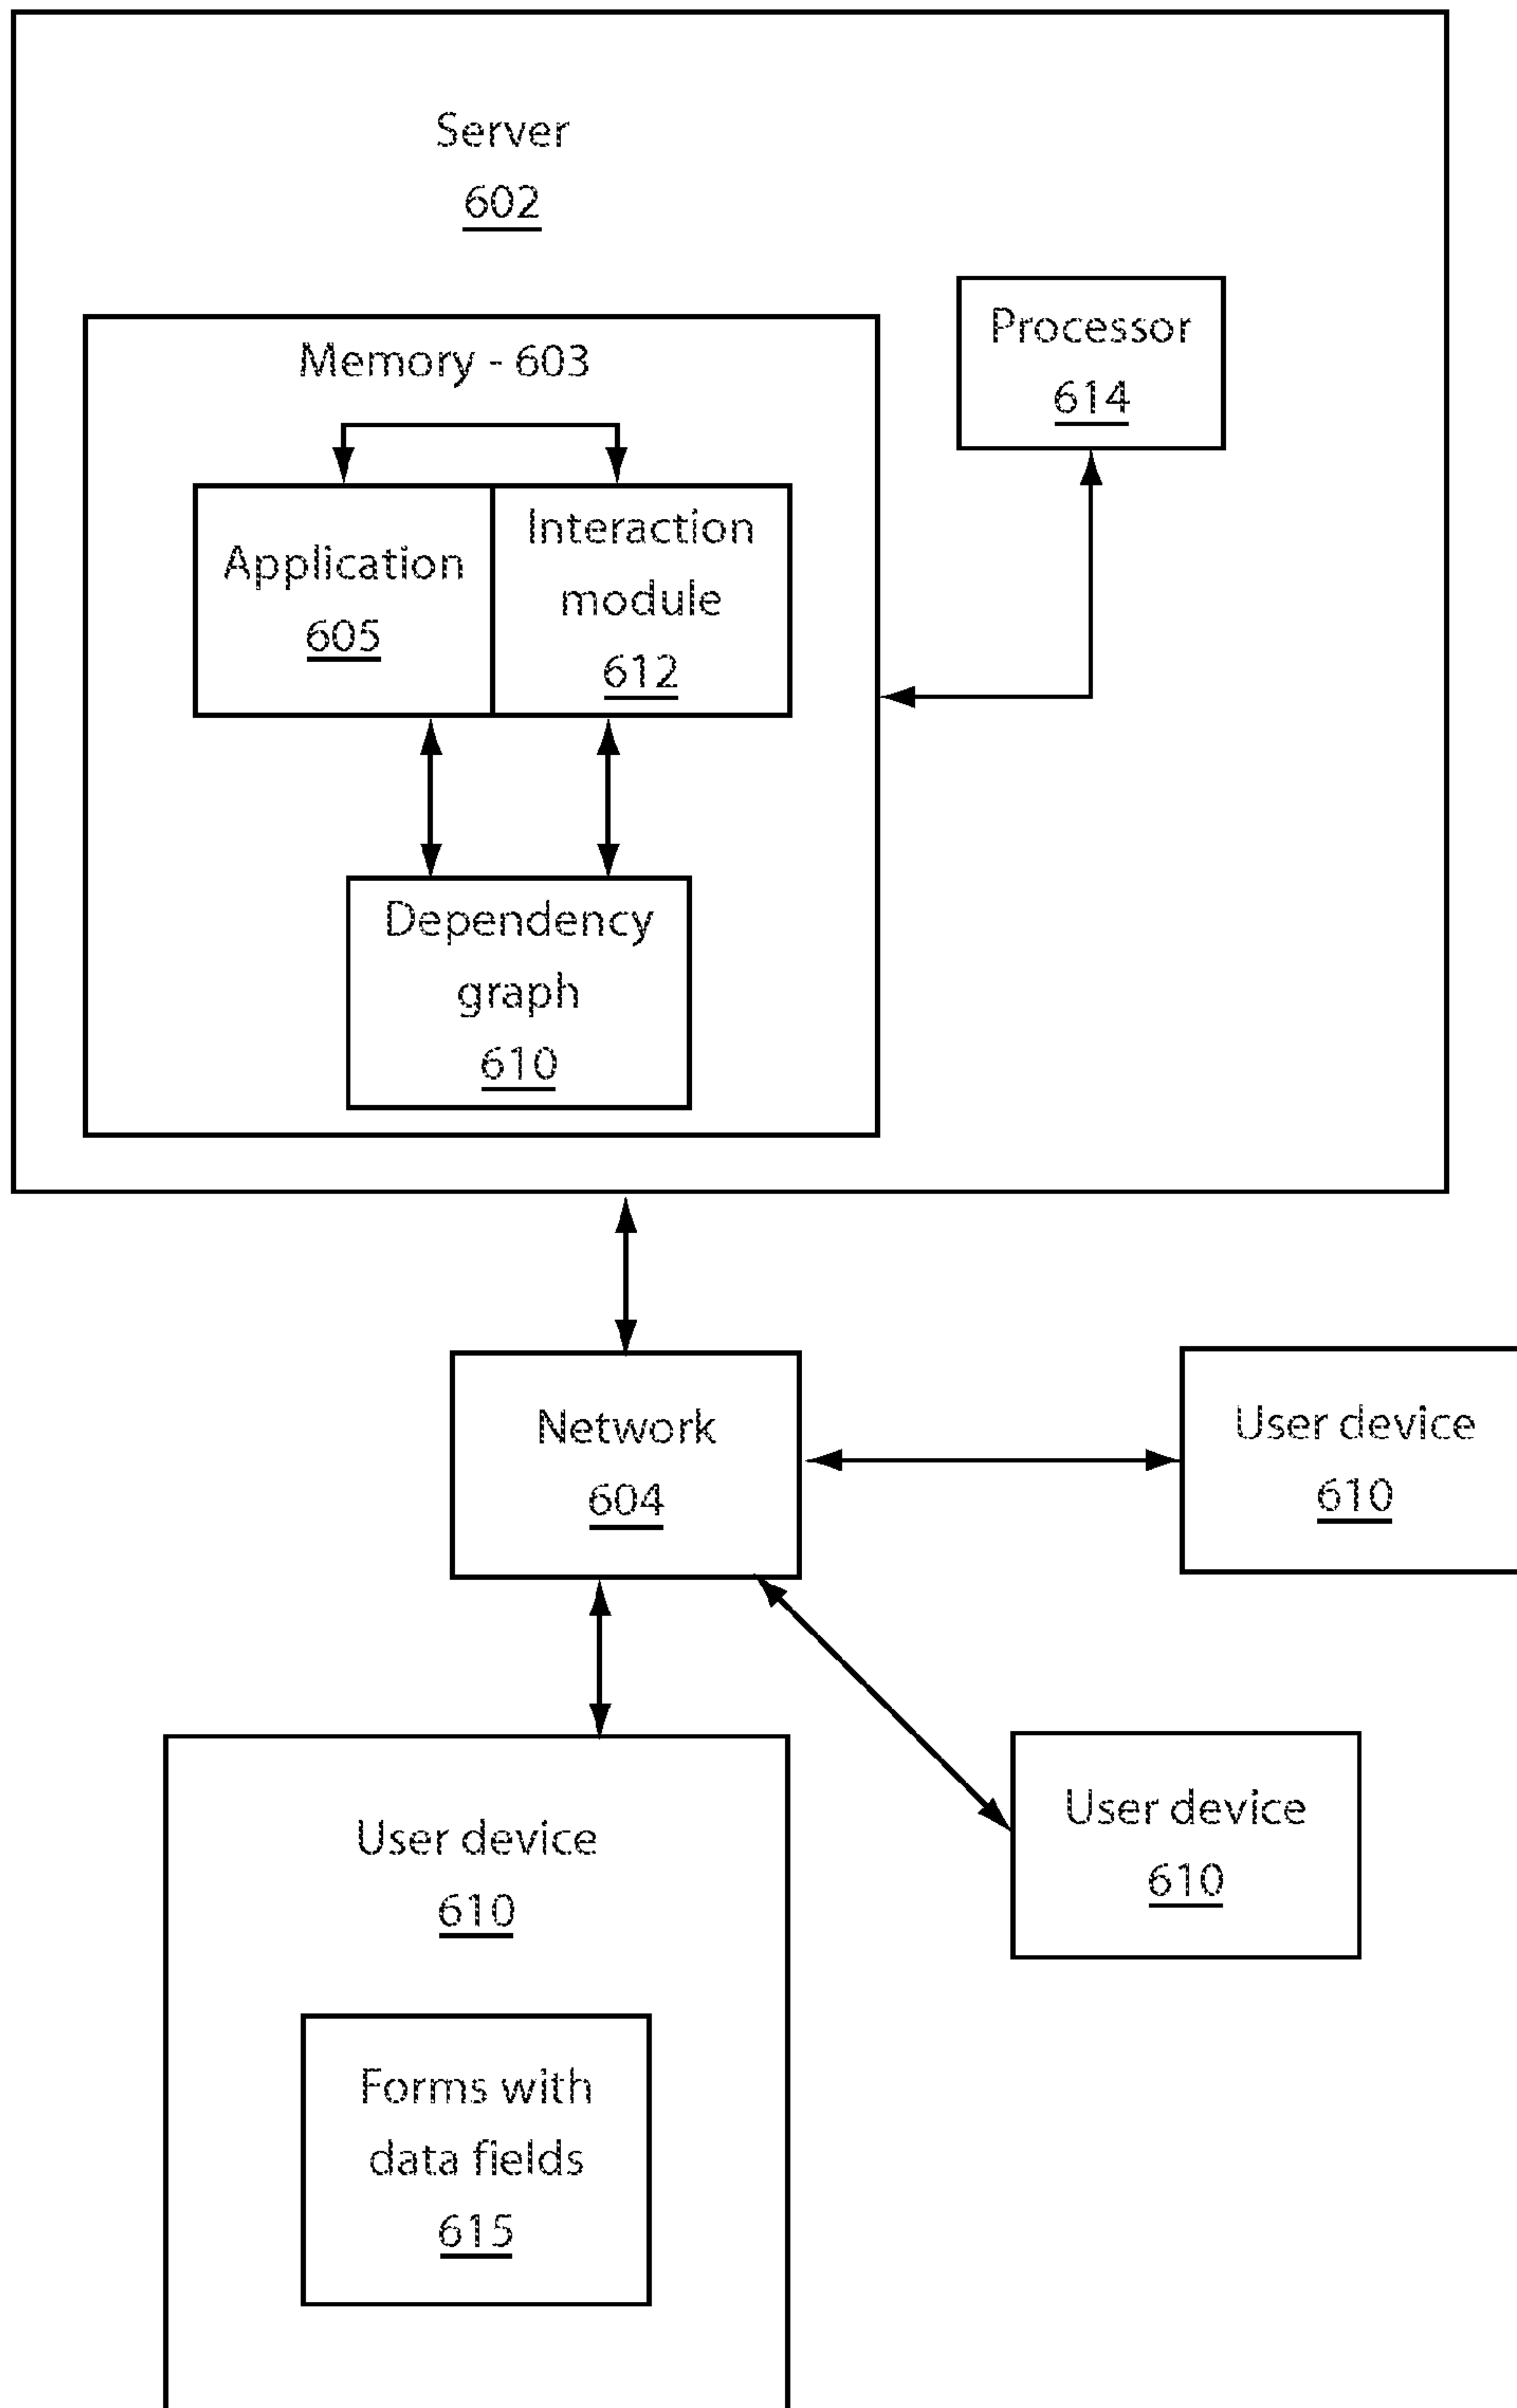 Server
602
Processor
614
Memory - 603
Application
605
Interaction
module
612
Dependency
graph
610
Network
604
User device
610
User device
610
User device
610
Forms with
data fields
615